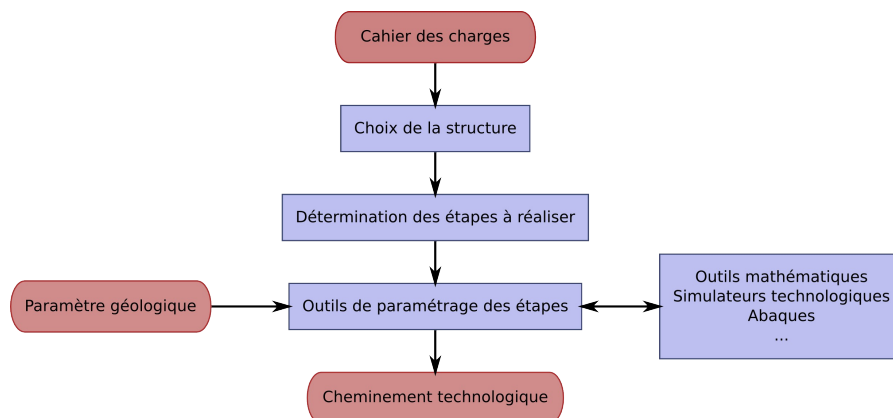 Cahier des charges
Choix de la structure
Détermination des étapes à réaliser
Paramètre géologique
Outils de paramétrage des étapes
Outils mathématiques
Simulateurs technologiques
Abaques
...
Cheminement technologique